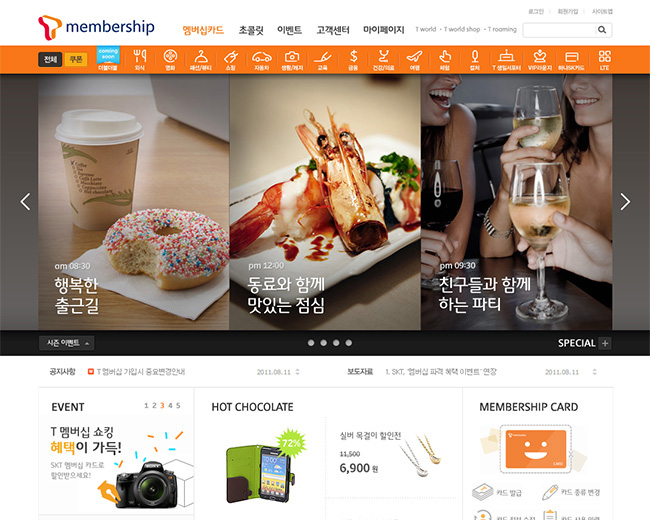 로그인 회원가입 사이트맵
T membership 멤버십카드 초콜릿 이벤트 고객센터 마이페이지 T world · T world shop · T roaming
전체 쿠폰 coming soon 더블더블 외식 영화 패션/뷰티 쇼핑 자동차 생활/레저 교육 금융 건강/의료 여행 컬처 T 생일서포터 VIP라운지 하나SK카드 LTE
am 08:30
행복한
출근길
pm 12:00
동료와 함께
맛있는 점심
pm 09:30
친구들과 함께
하는 파티
시즌 이벤트 SPECIAL +
공지사항 T 멤버십 가입시 중요변경안내 2011.08.11 보도자료 1. SKT, '멤버십 파격 혜택 이벤트' 연장 2011.08.11
EVENT 1 2 3 4 5
T 멤버십 쇼킹
혜택이 가득!
SKT 멤버십 카드로
할인받으세요!
HOT CHOCOLATE
72%
실버 목걸이 할인전
11,500
6,900 원
MEMBERSHIP CARD
카드 발급 카드 종류 변경